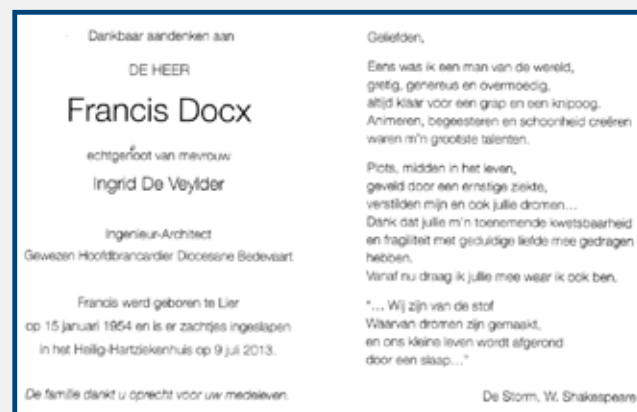 Dankbaar aandenken aan
DE HEER
Francis Docx
echtgenoot van mevrouw
Ingrid De Veylder
Ingenieur-Architect
Gewezen Hoofdbrancardier Diocesane Bedevaart
Francis werd geboren te Lier
op 15 januari 1954 en is er zachtjes ingeslapen
in het Heilig-Hartziekenhuis op 9 juli 2013.
De familie dankt u oprecht voor uw medeleven.
Geliefden,
Eens was ik een man van de wereld,
gretig, genereus en overmoedig,
altijd klaar voor een grap en een knipoog.
Animeren, begeesteren en schoonheid creëren
waren m'n grootste talenten.
Plots, midden in het leven,
geveld door een ernstige ziekte,
verstilden mijn en ook jullie dromen...
Dank dat jullie m'n toenemende kwetsbaarheid
en fragiliteit met geduldige liefde mee gedragen
hebben.
Vanaf nu draag ik jullie mee waar ik ook ben.
"... Wij zijn van de stof
Waarvan dromen zijn gemaakt,
en ons kleine leven wordt afgerond
door een slaap..."
De Storm, W. Shakespeare